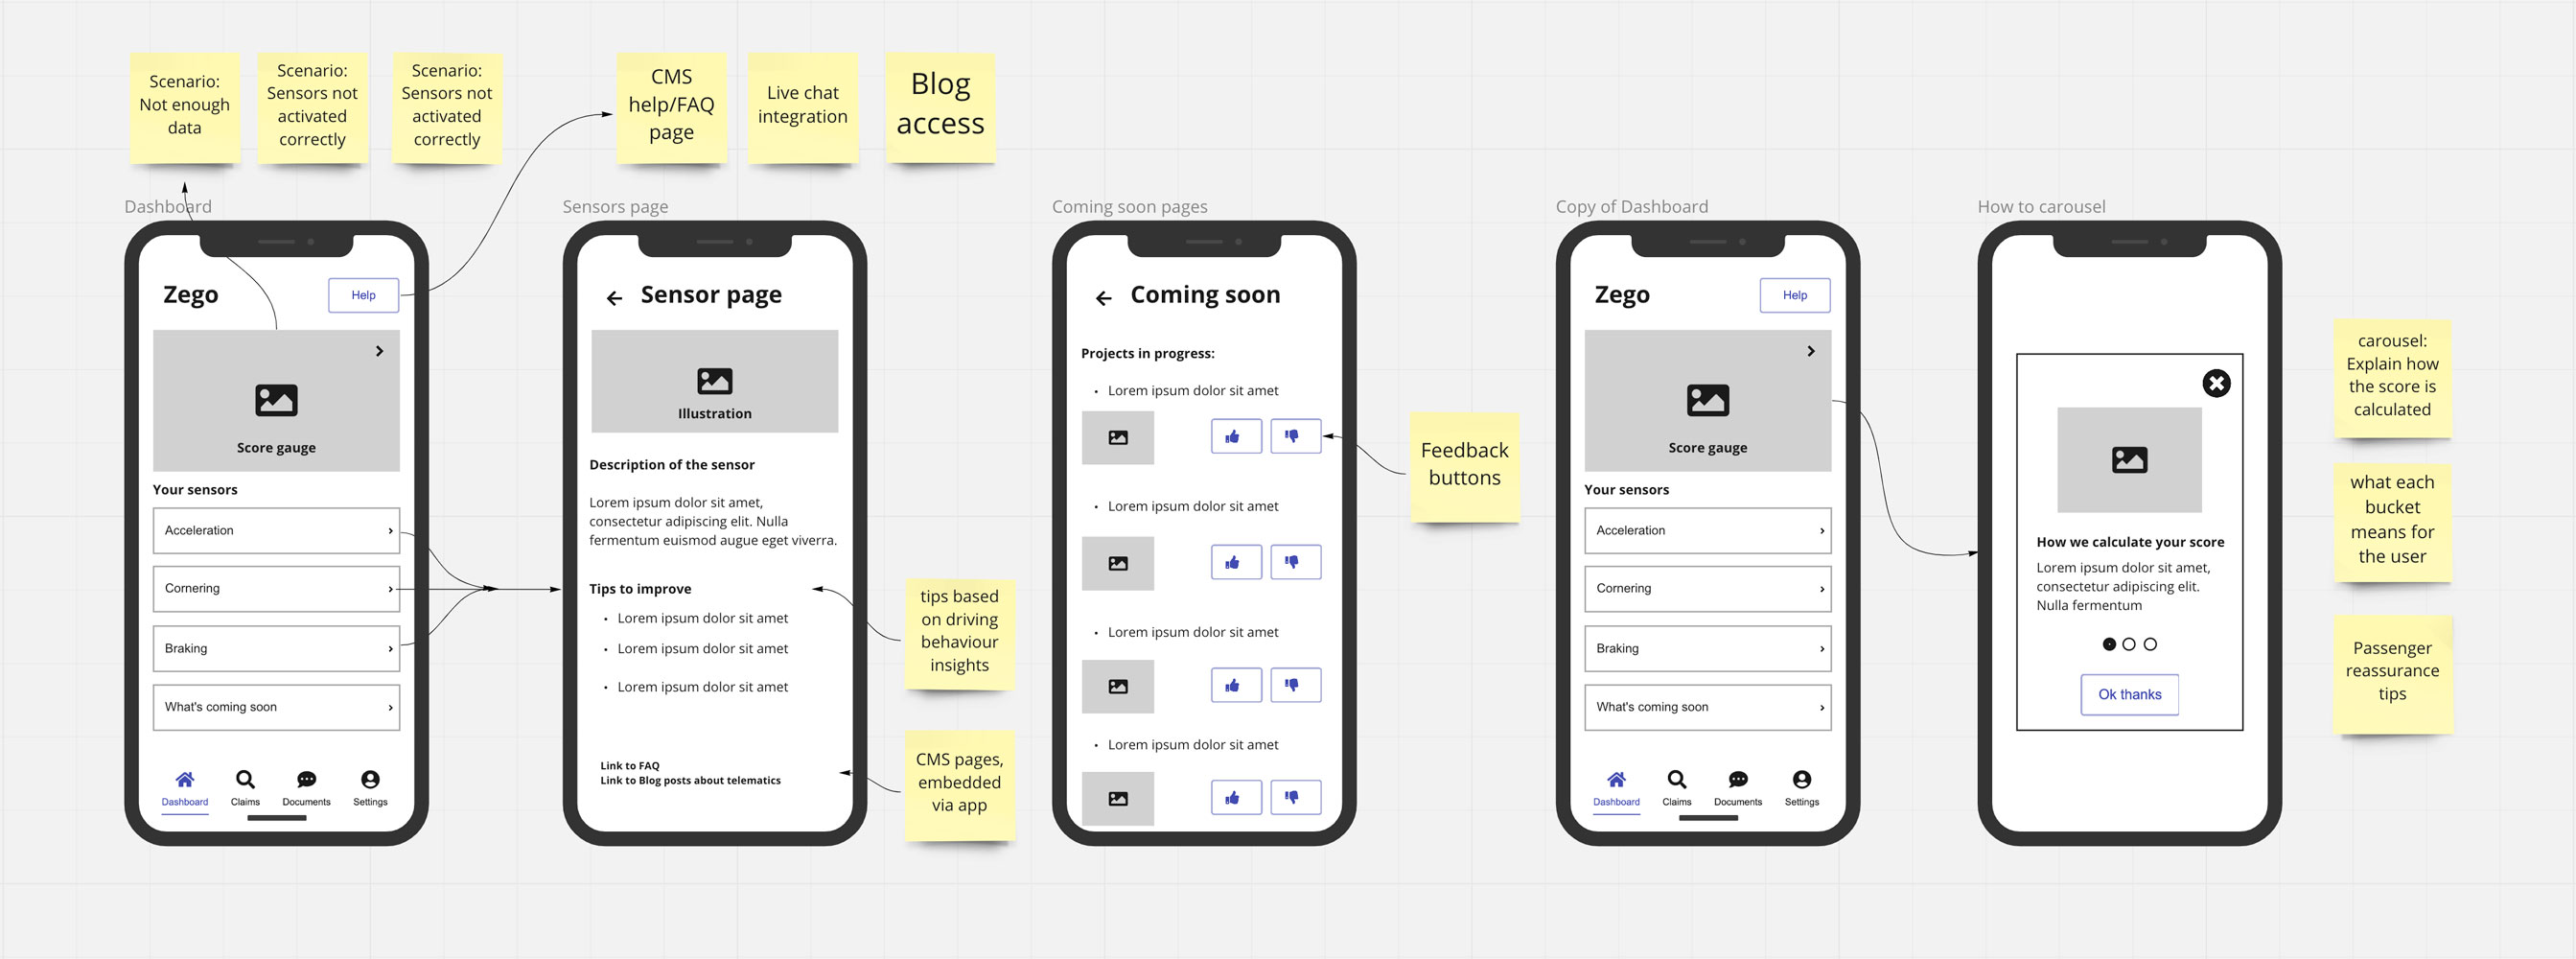 Scenario:
Not enough
data
Scenario:
Sensors not
activated
correctly
Scenario:
Sensors not
activated
correctly
CMS
help/FAQ
page
Live chat
integration
Blog
access
Dashboard
Zego
Help
Score gauge
Your sensors
Acceleration
Cornering
Braking
What's coming soon
Dashboard
Claims
Documents
Settings
Sensors page
Sensor page
Illustration
Description of the sensor
Lorem ipsum dolor sit amet,
consectetur adipiscing elit. Nulla
fermentum euismod augue eget viverra.
Tips to improve
• Lorem ipsum dolor sit amet
• Lorem ipsum dolor sit amet
• Lorem ipsum dolor sit amet
Link to FAQ
Link to Blog posts about telematics
tips based
on driving
behaviour
insights
CMS pages,
embedded
via app
Coming soon pages
Coming soon
Projects in progress:
• Lorem ipsum dolor sit amet
• Lorem ipsum dolor sit amet
• Lorem ipsum dolor sit amet
• Lorem ipsum dolor sit amet
Feedback
buttons
Copy of Dashboard
Zego
Help
Score gauge
Your sensors
Acceleration
Cornering
Braking
What's coming soon
Dashboard
Claims
Documents
Settings
How to carousel
How we calculate your score
Lorem ipsum dolor sit amet,
consectetur adipiscing elit.
Nulla fermentum
Ok thanks
carousel:
Explain how
the score is
calculated
what each
bucket
means for
the user
Passenger
reassurance
tips